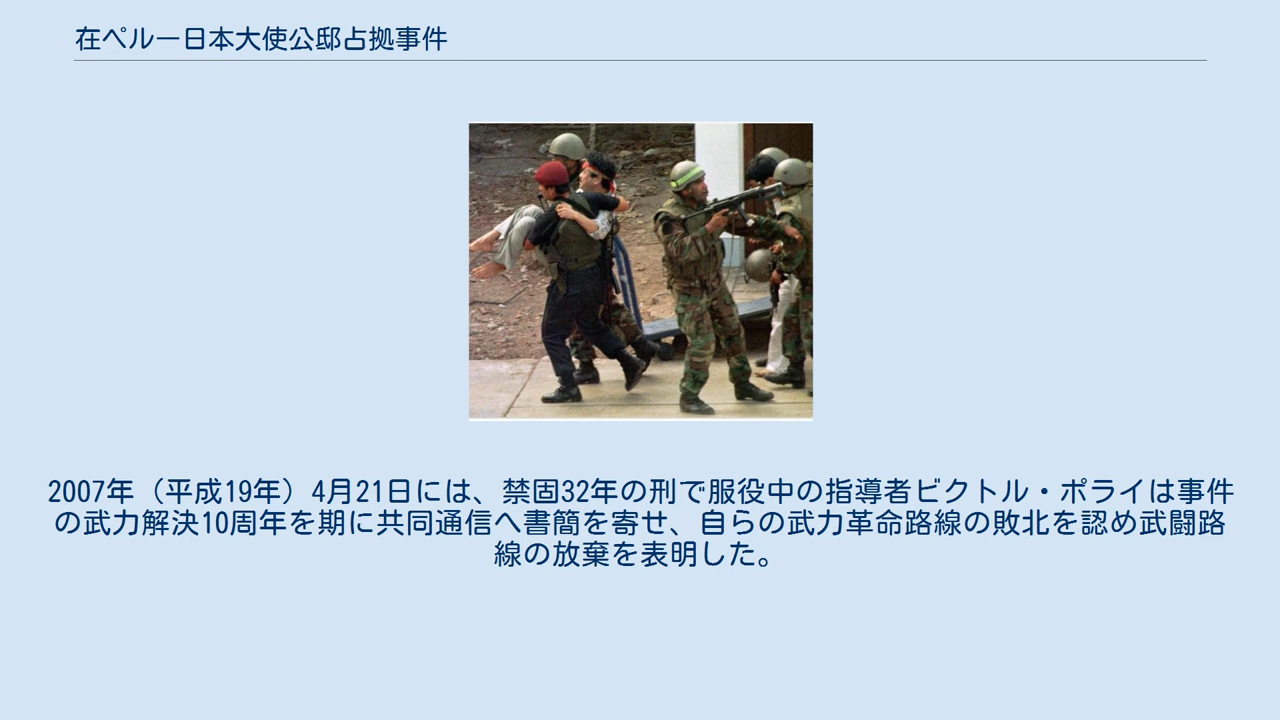 在ペルー日本大使公邸占拠事件
2007年（平成19年）4月21日には、禁固32年の刑で服役中の指導者ビクトル・ポライは事件
の武力解決10周年を期に共同通信へ書簡を寄せ、自らの武力革命路線の敗北を認め武闘路
線の放棄を表明した。